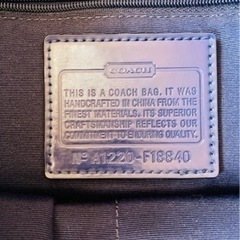 COACH
THIS IS A COACH BAG. IT WAS
HANDCRAFTED IN CHINA FROM THE
FINEST MATERIALS. ITS SUPERIOR
CRAFTSMANSHIP REFLECTS OUR
COMMITMENT TO ENDURING QUALITY.
Nº A1220-F18840